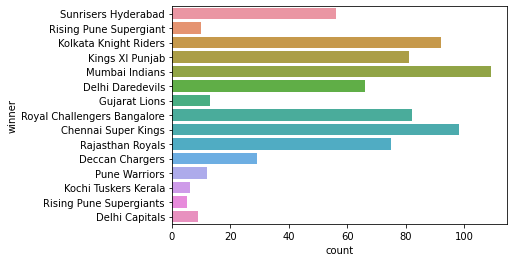 Sunrisers Hyderabad
Rising Pune Supergiant
Kolkata Knight Riders
Kings XI Punjab
Mumbai Indians
Delhi Daredevils
Gujarat Lions
Royal Challengers Bangalore
Chennai Super Kings
Rajasthan Royals
Deccan Chargers
Pune Warriors
Kochi Tuskers Kerala
Rising Pune Supergiants
Delhi Capitals
winner
0 20 40 60 80 100
count